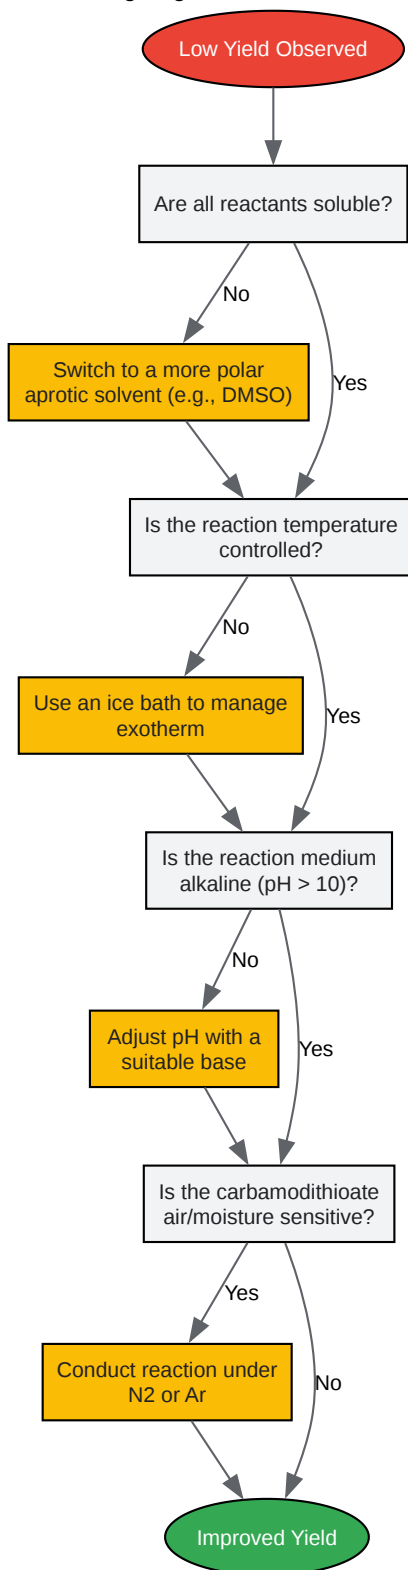 Low Yield Observed
Are all reactants soluble?
No
Switch to a more polar
aprotic solvent (e.g., DMSO)
Yes
Is the reaction temperature
controlled?
No
Use an ice bath to manage
exotherm
Yes
Is the reaction medium
alkaline (pH > 10)?
No
Adjust pH with a
suitable base
Yes
Is the carbamodithioate
air/moisture sensitive?
Yes
Conduct reaction under
N2 or Ar
No
Improved Yield